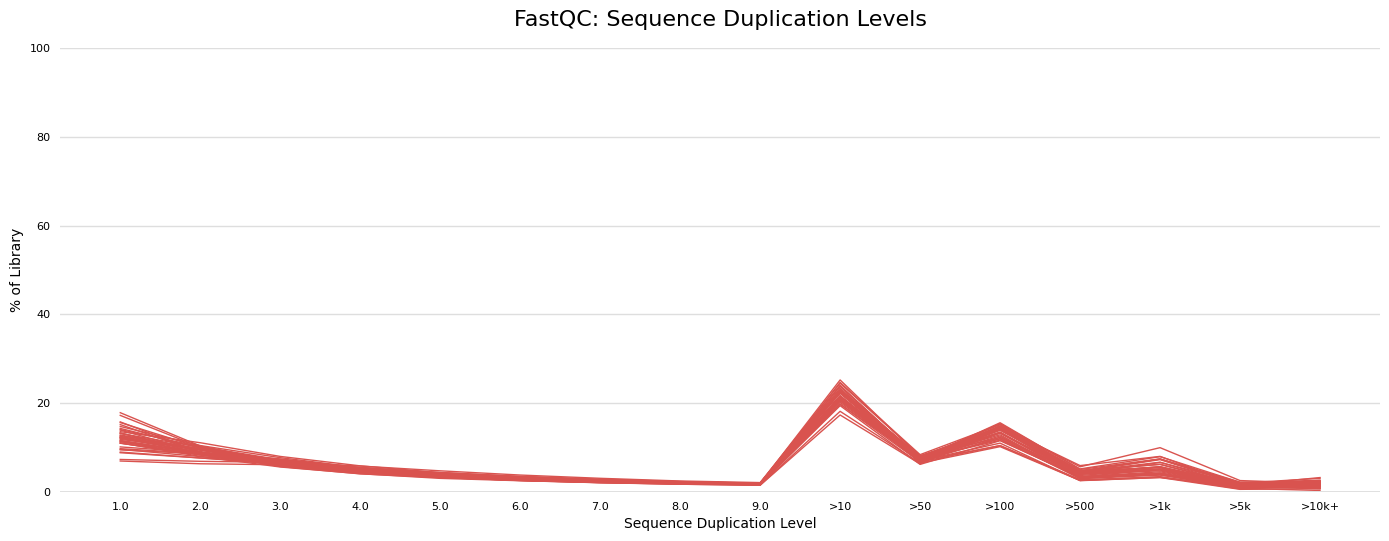 FastQC: Sequence Duplication Levels
100
80
60
40
20
0
% of Library
1.0 2.0 3.0 4.0 5.0 6.0 7.0 8.0 9.0 >10 >50 >100 >500 >1k >5k >10k+
Sequence Duplication Level